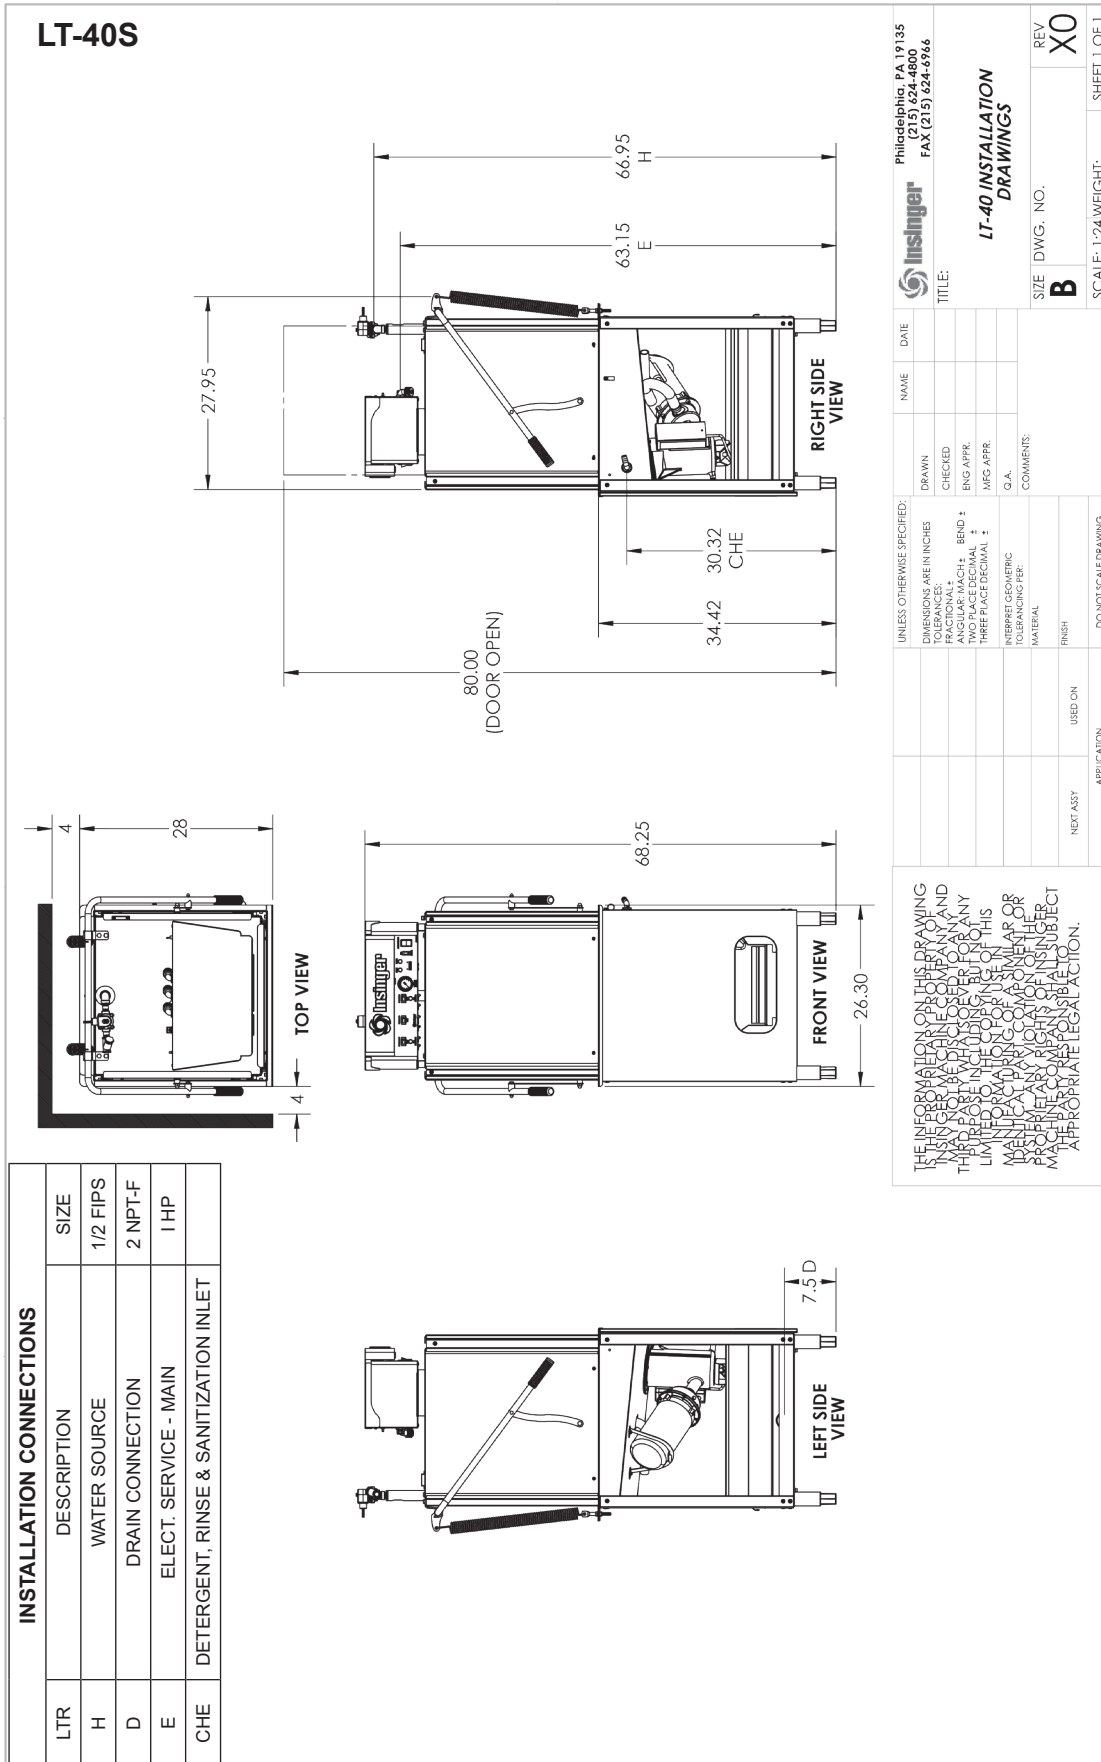 LT-40S
INSTALLATION CONNECTIONS
LTR DESCRIPTION SIZE
H WATER SOURCE 1/2 FIPS
D DRAIN CONNECTION 2 NPT-F
E ELECT. SERVICE - MAIN I HP
CHE DETERGENT, RINSE & SANITIZATION INLET
4
28
4
TOP VIEW
7.5 D
LEFT SIDE
VIEW
Insinger
68.25
26.30
FRONT VIEW
27.95
80.00
(DOOR OPEN)
34.42
30.32
CHE
63.15
E
66.95
H
RIGHT SIDE
VIEW
THE INFORMATION ON THIS DRAWING
IS THE PROPRIETARY PROPERTY OF
INSINGER MACHINE COMPANY AND
MAY NOT BE DISCLOSED TO ANY
THIRD PARTY WHATSOEVER FOR ANY
PURPOSE INCLUDING, BUT NOT
LIMITED TO, THE COPYING OF THIS
INFORMATION FOR USE IN
MANUFACTURING OF A SIMILAR OR
IDENTICAL PART, COMPONENT OR
SYSTEM. ANY VIOLATION OF THE
PROPRIETARY RIGHTS OF INSINGER
MACHINE COMPANY SHALL SUBJECT
THE PARTY RESPONSIBLE TO
APPROPRIATE LEGAL ACTION.
NEXT ASSY USED ON
APPLICATION
UNLESS OTHERWISE SPECIFIED:
DIMENSIONS ARE IN INCHES
TOLERANCES:
FRACTIONAL ±
ANGULAR: MACH ± BEND ±
TWO PLACE DECIMAL ±
THREE PLACE DECIMAL ±
INTERPRET GEOMETRIC
TOLERANCING PER:
MATERIAL
FINISH
DO NOT SCALE DRAWING
NAME DATE
DRAWN
CHECKED
ENG APPR.
MFG APPR.
Q.A.
COMMENTS:
Insinger
Philadelphia, PA 19135
(215) 624-4800
FAX (215) 624-6966
TITLE:
LT-40 INSTALLATION
DRAWINGS
SIZE DWG. NO. REV
B X0
SCALE: 1:24 WEIGHT: SHEET 1 OF 1